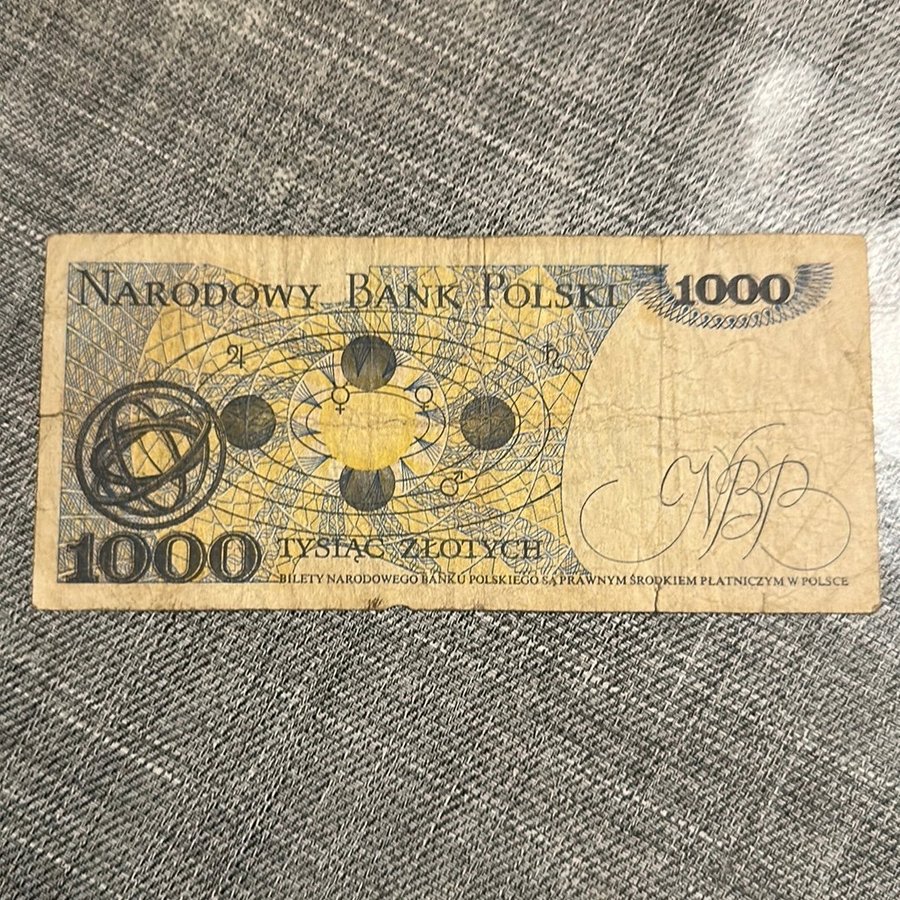 NARODOWY BANK POLSKI
1000
♃ ♄
♀ ☿
♂
NBP
1000 TYSIĄC ZŁOTYCH
BILETY NARODOWEGO BANKU POLSKIEGO SĄ PRAWNYM ŚRODKIEM PŁATNICZYM W POLSCE